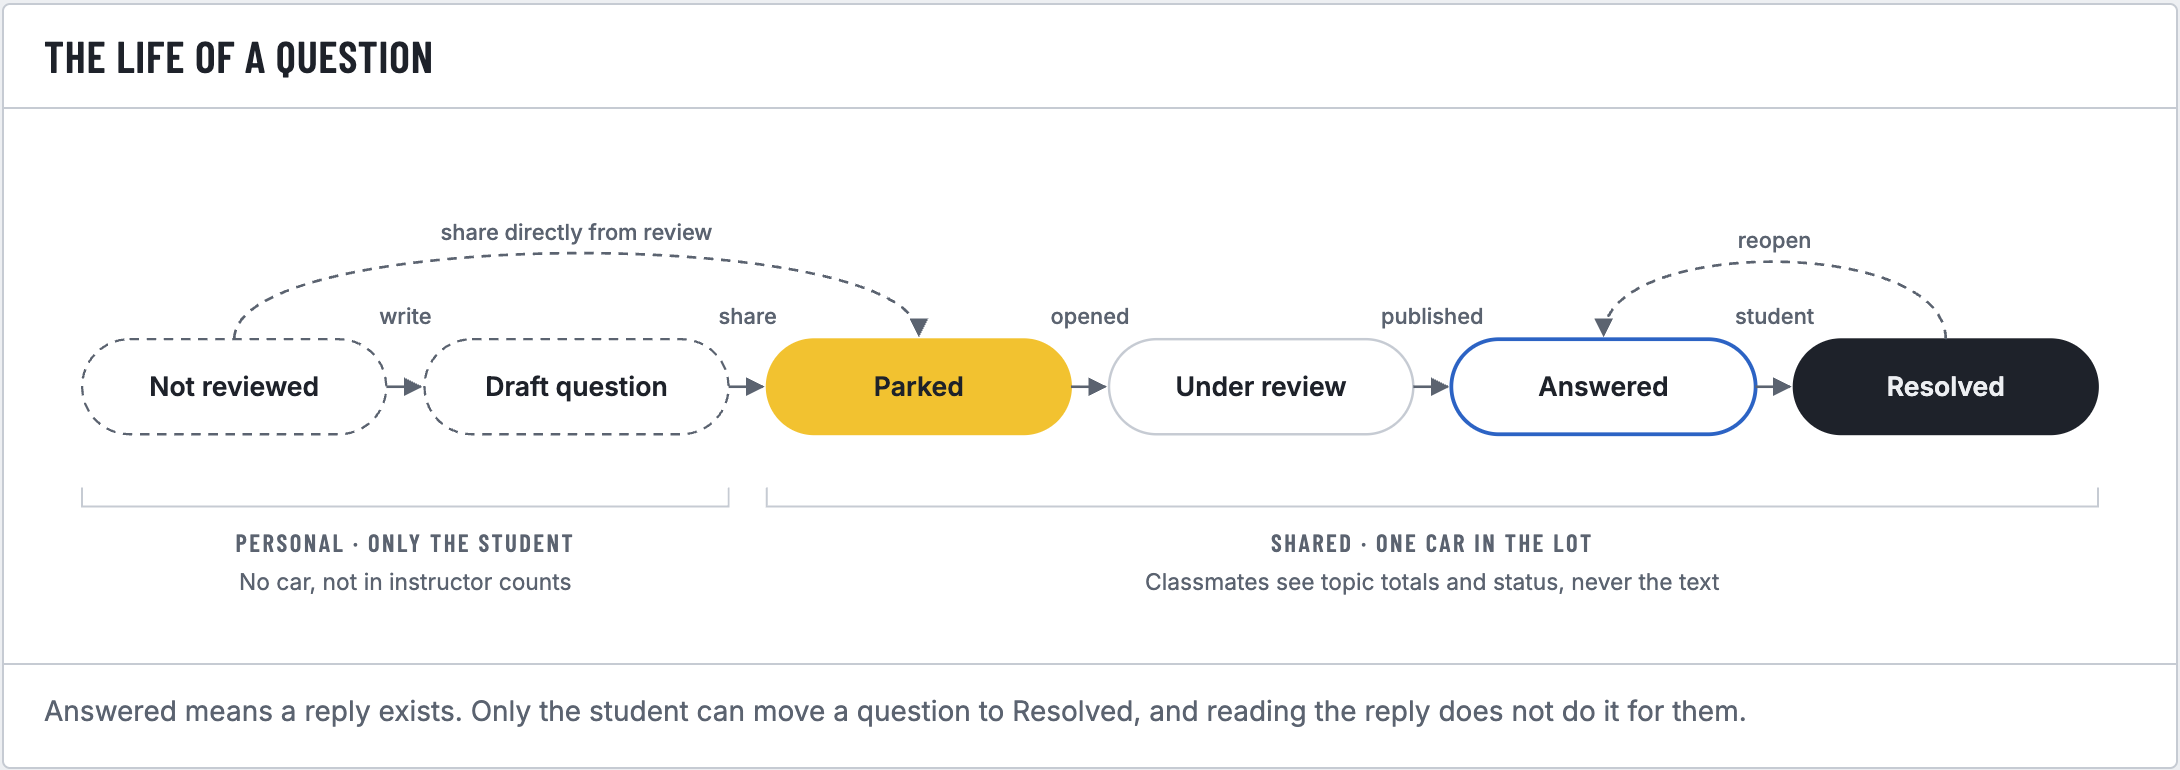 THE LIFE OF A QUESTION
share directly from review
reopen
write
share
opened
published
student
Not reviewed
Draft question
Parked
Under review
Answered
Resolved
PERSONAL · ONLY THE STUDENT
No car, not in instructor counts
SHARED · ONE CAR IN THE LOT
Classmates see topic totals and status, never the text
Answered means a reply exists. Only the student can move a question to Resolved, and reading the reply does not do it for them.